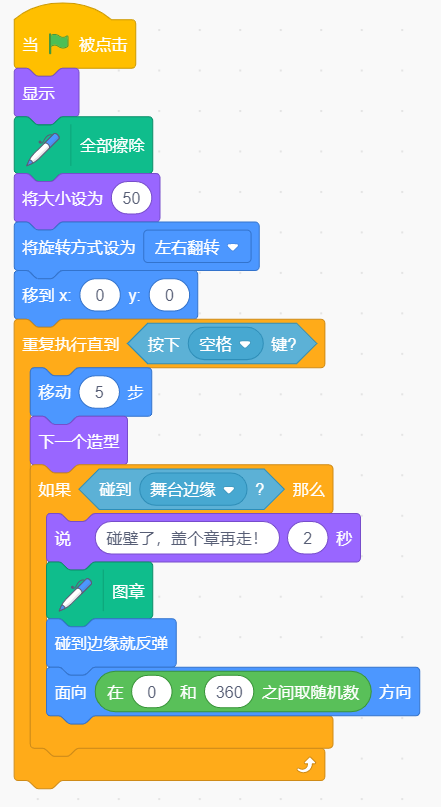 当 被点击
显示
全部擦除
将大小设为 50
将旋转方式设为 左右翻转
移到 x: 0 y: 0
重复执行直到 按下 空格 键?
移动 5 步
下一个造型
如果 碰到 舞台边缘 ? 那么
说 碰壁了，盖个章再走！ 2 秒
图章
碰到边缘就反弹
面向 在 0 和 360 之间取随机数 方向